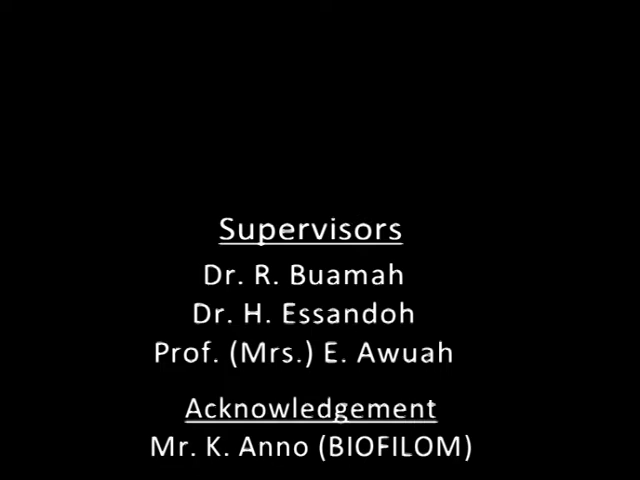 Supervisors
Dr. R. Buamah
Dr. H. Essandoh
Prof. (Mrs.) E. Awuah
Acknowledgement
Mr. K. Anno (BIOFILOM)